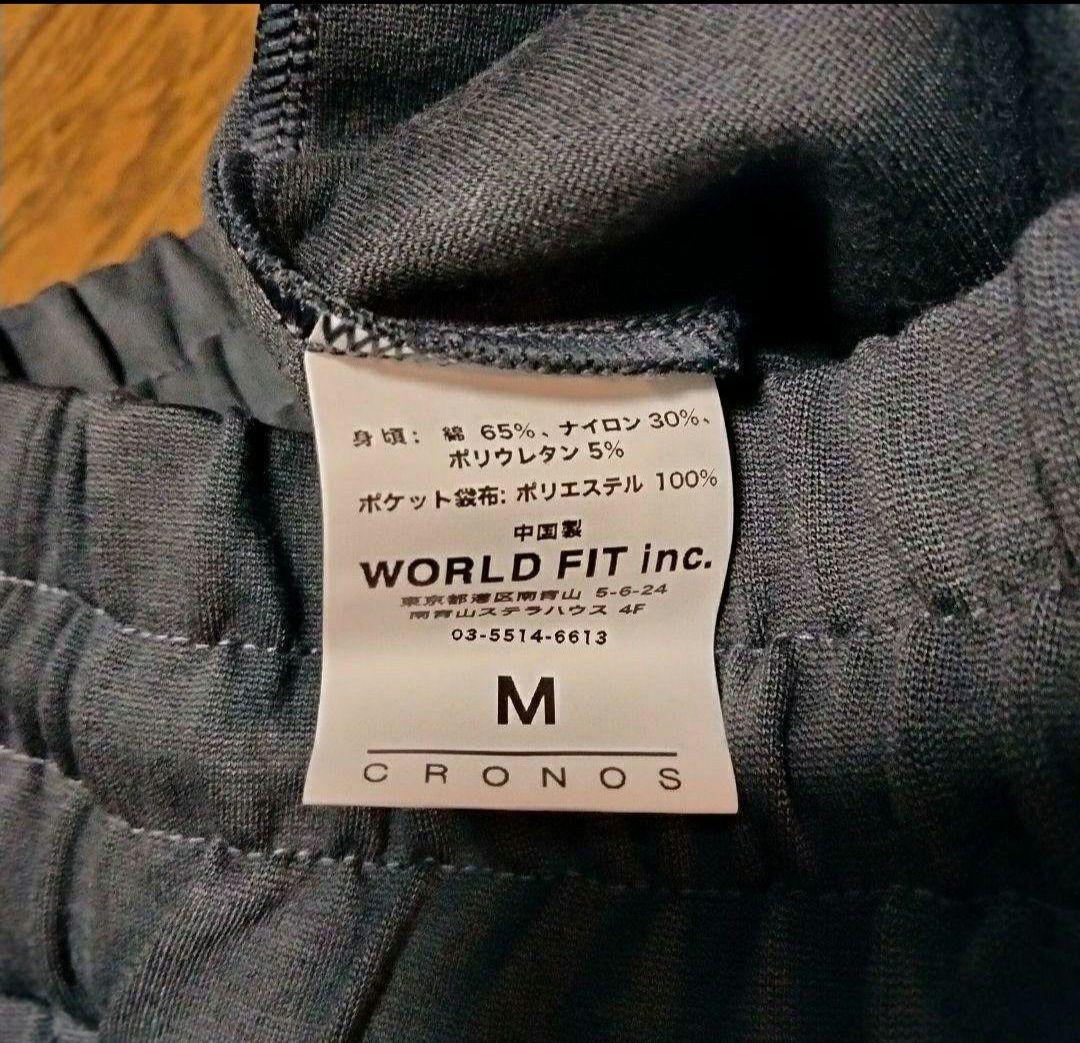 身頃: 綿 65%、ナイロン 30%、
ポリウレタン 5%
ポケット袋布: ポリエステル 100%
中国製
WORLD FIT inc.
東京都港区南青山 5-6-24
南青山ステラハウス 4F
03-5514-6613
M
CRONOS